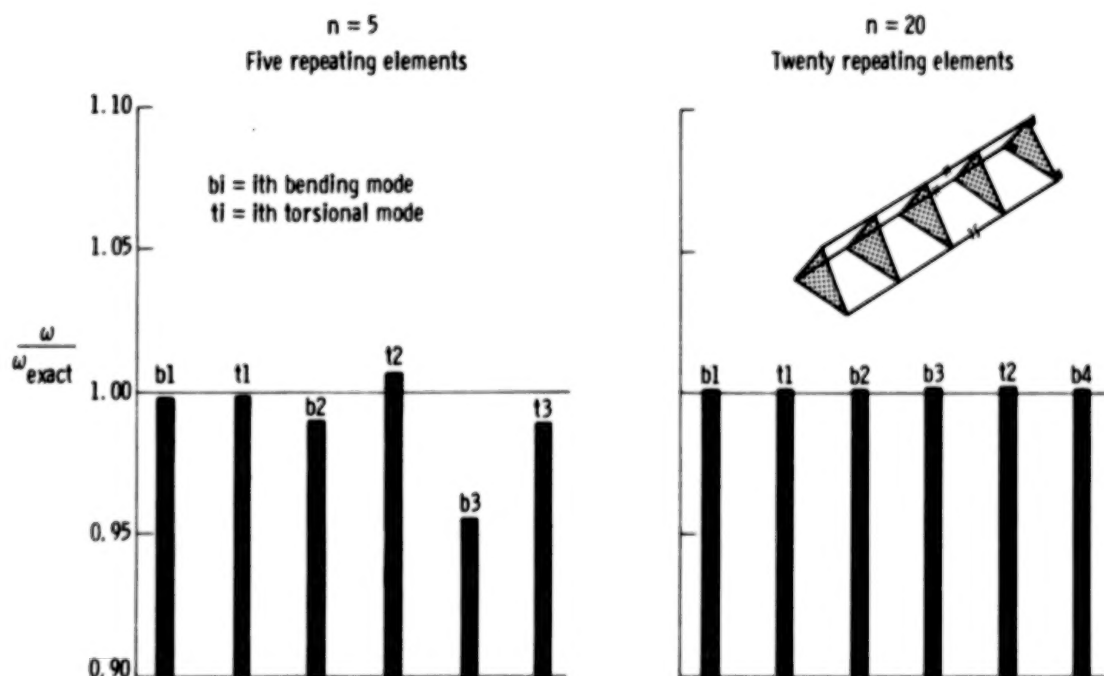 n = 5
Five repeating elements
n = 20
Twenty repeating elements
1.10
1.05
1.00
0.95
0.90
ω
ω exact
bi = ith bending mode
ti = ith torsional mode
b1
t1
b2
t2
b3
t3
b1
t1
b2
b3
t2
b4